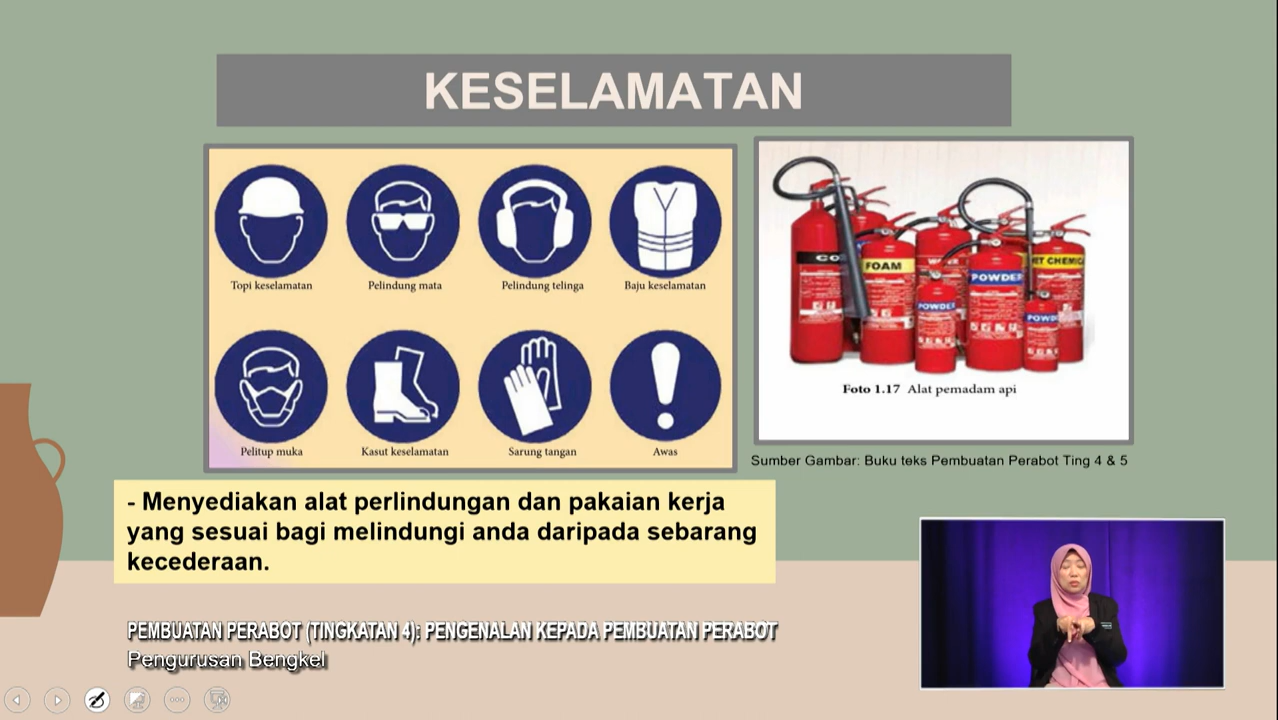 KESELAMATAN
Topi keselamatan
Pelindung mata
Pelindung telinga
Baju keselamatan
Pelitup muka
Kasut keselamatan
Sarung tangan
Awas
FOAM
POWDER
POWDER
Foto 1.17 Alat pemadam api
Sumber Gambar: Buku teks Pembuatan Perabot Ting 4 & 5
- Menyediakan alat perlindungan dan pakaian kerja
yang sesuai bagi melindungi anda daripada sebarang
kecederaan.
PEMBUATAN PERABOT (TINGKATAN 4): PENGENALAN KEPADA PEMBUATAN PERABOT
Pengurusan Bengkel